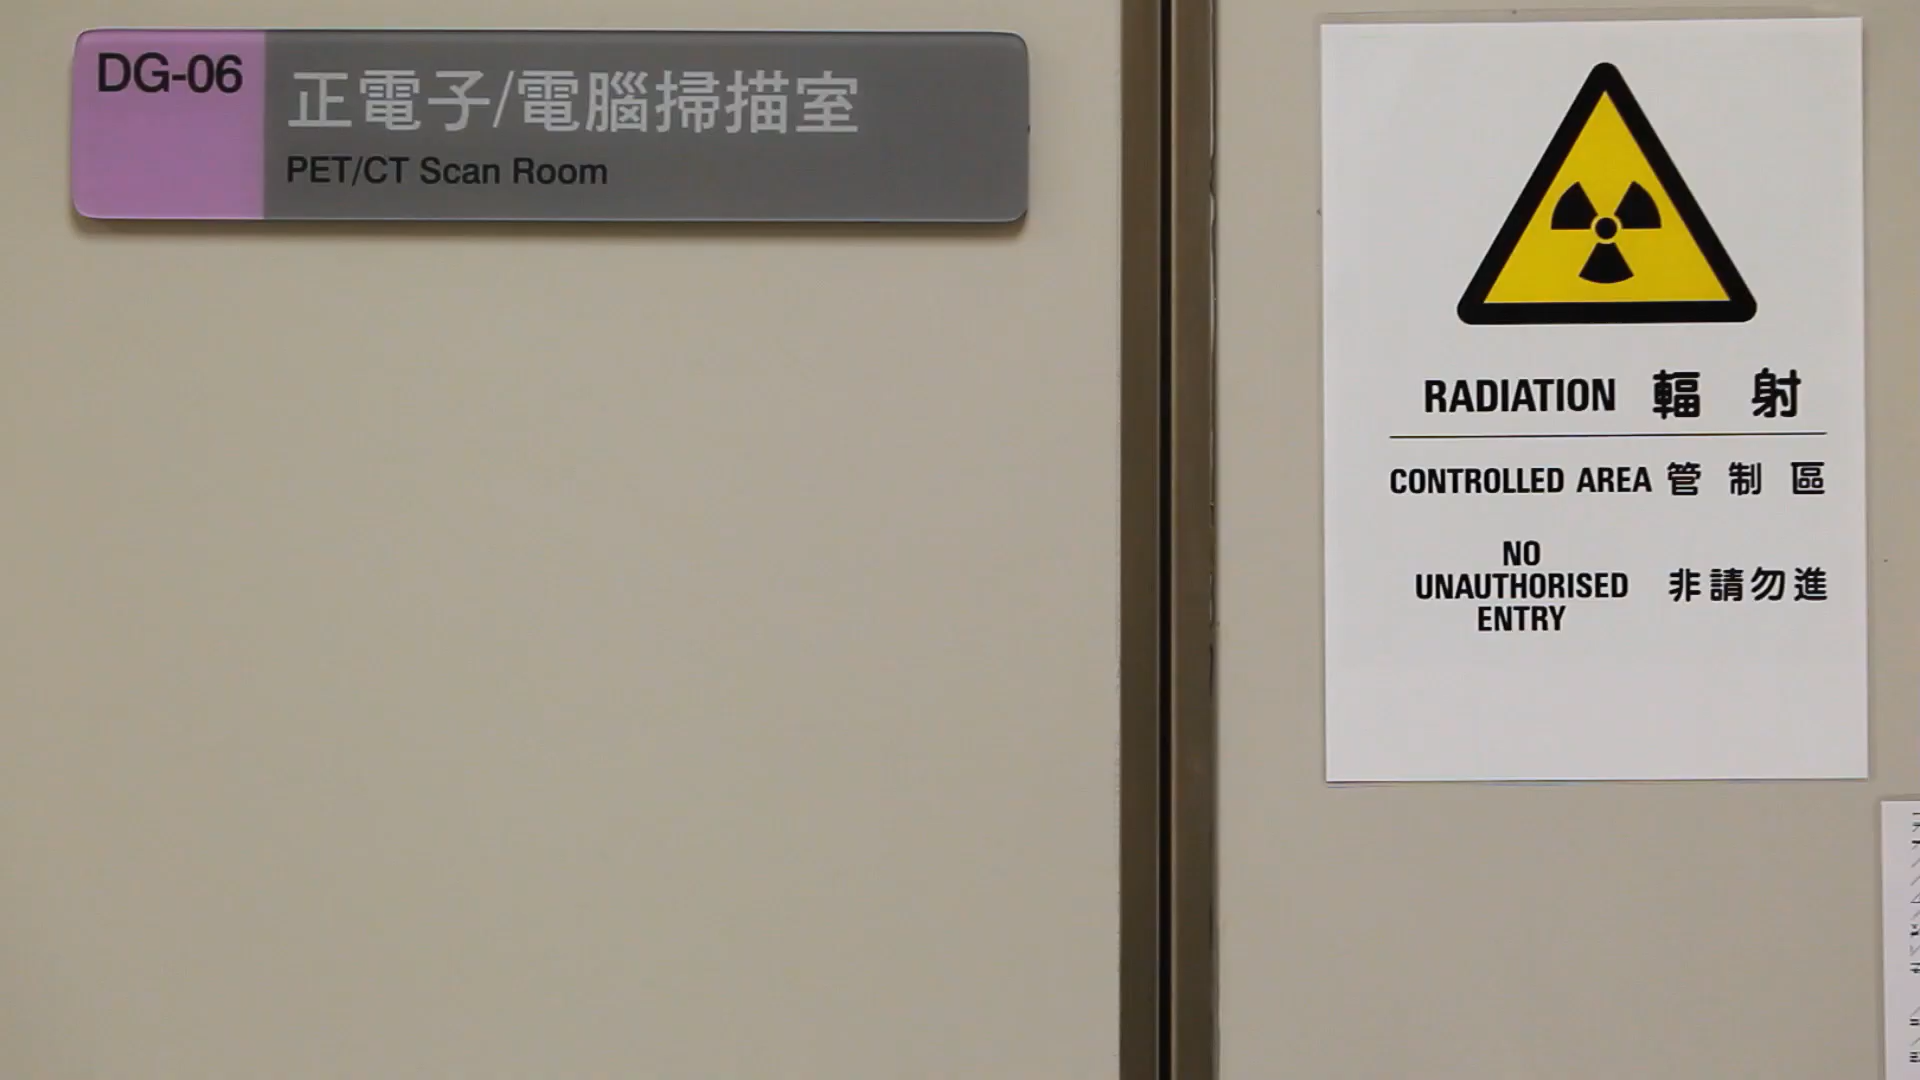 DG-06
正電子/電腦掃描室
PET/CT Scan Room
RADIATION 輻 射
CONTROLLED AREA 管 制 區
NO
UNAUTHORISED 非請勿進
ENTRY